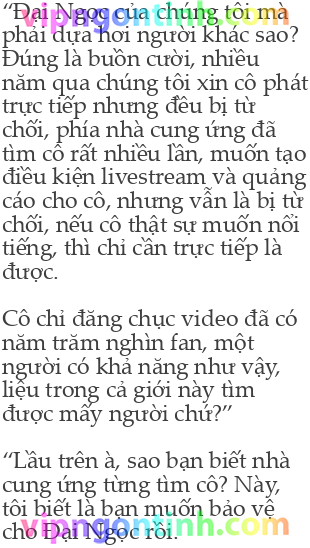 “Đại Ngọc của chúng tôi mà
phải dựa hơi người khác sao?
Đúng là buồn cười, nhiều
năm qua chúng tôi xin cô phát
trực tiếp nhưng đều bị từ
chối, phía nhà cung ứng đã
tìm cô rất nhiều lần, muốn tạo
điều kiện livestream và quảng
cáo cho cô, nhưng vẫn là bị từ
chối, nếu cô thật sự muốn nổi
tiếng, thì chỉ cần trực tiếp là
được.
Cô chỉ đăng chục video đã có
năm trăm nghìn fan, một
người có khả năng như vậy,
liệu trong cả giới này tìm
được mấy người chứ?”
“Lầu trên à, sao bạn biết nhà
cung ứng từng tìm cô? Này,
tôi biết là bạn muốn bảo vệ
cho Đại Ngọc rồi.
vipngontinh.com
vipngontinh.com